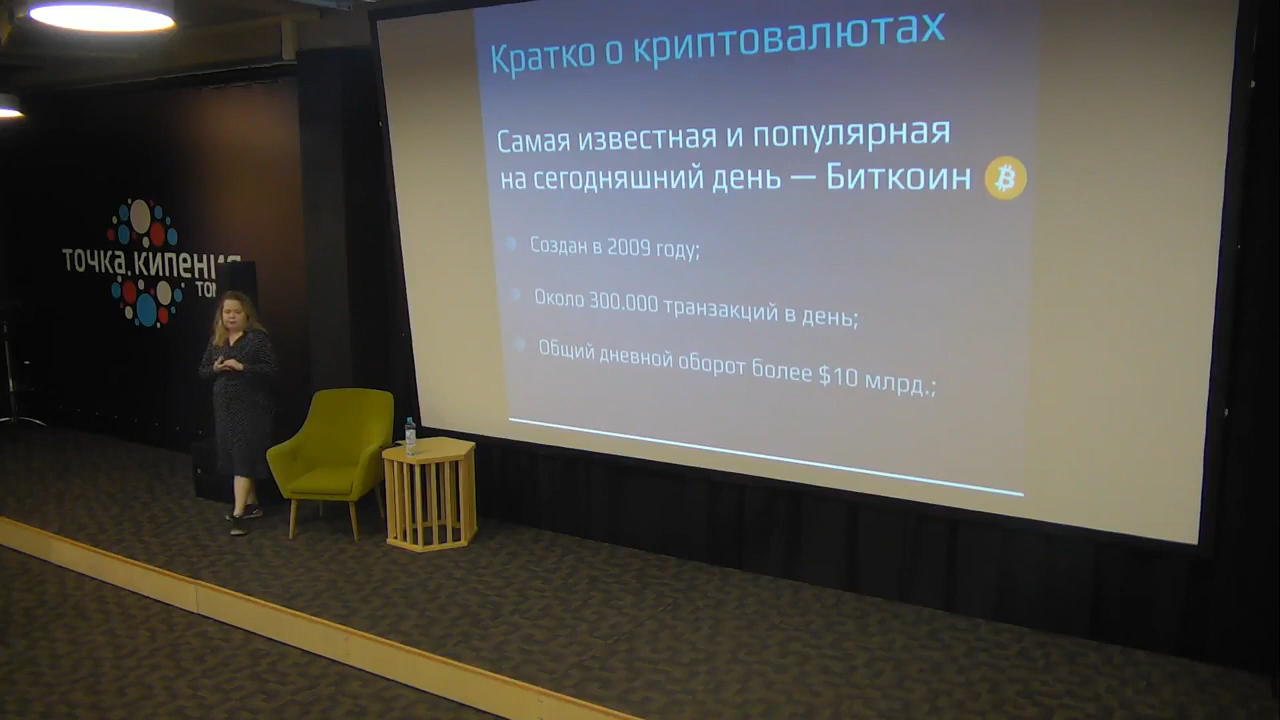 Кратко о криптовалютах
Самая известная и популярная
на сегодняшний день — Биткоин
Создан в 2009 году;
Около 300.000 транзакций в день;
Общий дневной оборот более $10 млрд.;
точка кипения